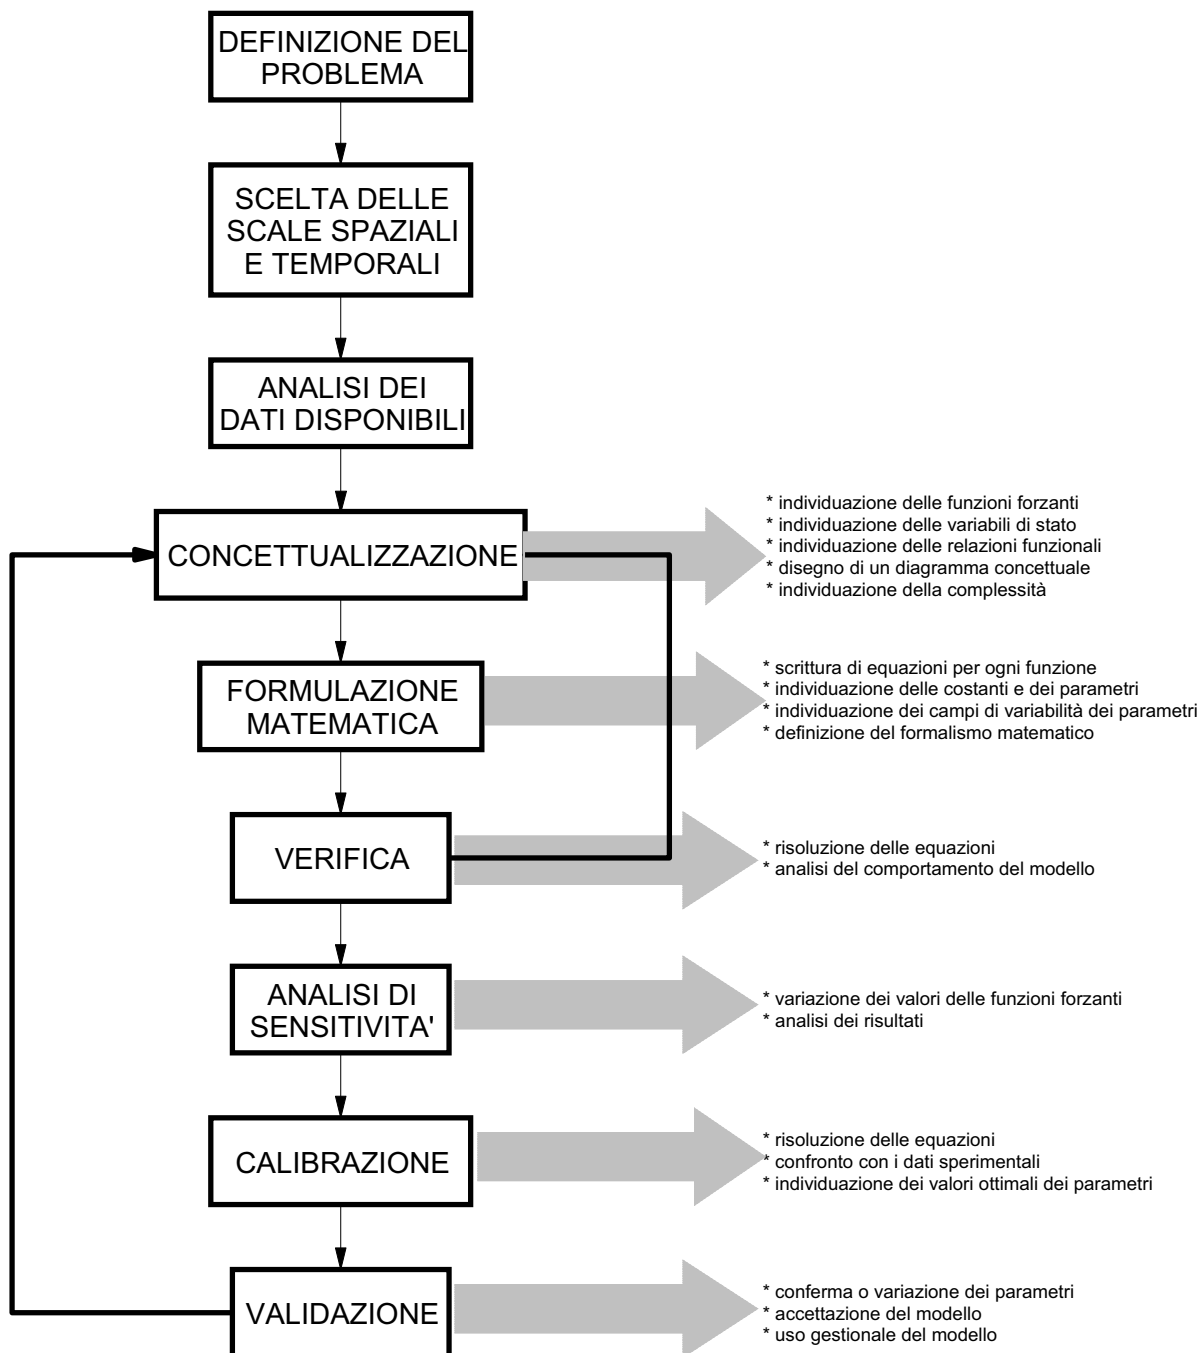 DEFINIZIONE DEL
PROBLEMA
SCELTA DELLE
SCALE SPAZIALI
E TEMPORALI
ANALISI DEI
DATI DISPONIBILI
CONCETTUALIZZAZIONE
* individuazione delle funzioni forzanti
* individuazione delle variabili di stato
* individuazione delle relazioni funzionali
* disegno di un diagramma concettuale
* individuazione della complessità
FORMULAZIONE
MATEMATICA
* scrittura di equazioni per ogni funzione
* individuazione delle costanti e dei parametri
* individuazione dei campi di variabilità dei parametri
* definizione del formalismo matematico
VERIFICA
* risoluzione delle equazioni
* analisi del comportamento del modello
ANALISI DI
SENSITIVITA'
* variazione dei valori delle funzioni forzanti
* analisi dei risultati
CALIBRAZIONE
* risoluzione delle equazioni
* confronto con i dati sperimentali
* individuazione dei valori ottimali dei parametri
VALIDAZIONE
* conferma o variazione dei parametri
* accettazione del modello
* uso gestionale del modello